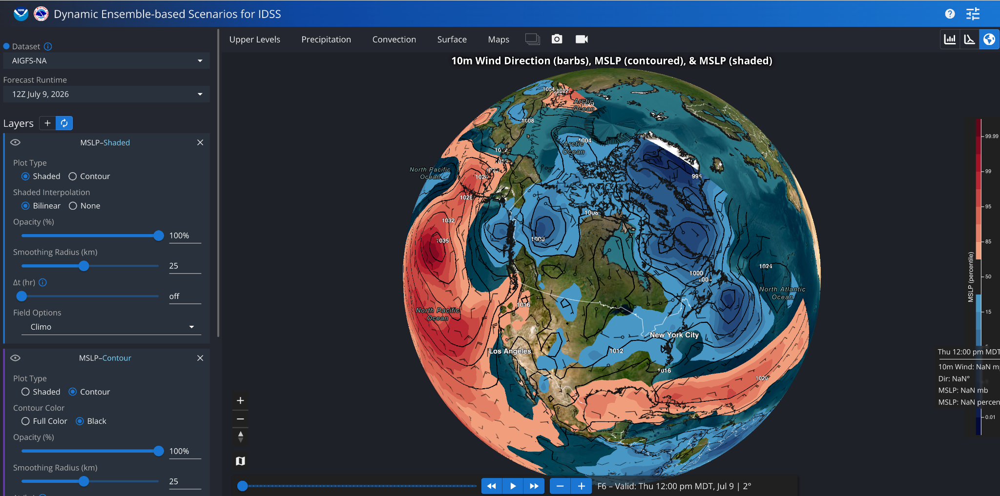 Dynamic Ensemble-based Scenarios for IDSS
Upper Levels
Precipitation
Convection
Surface
Maps
Dataset
AIGFS-NA
Forecast Runtime
12Z July 9, 2026
Layers
MSLP–Shaded
Plot Type
Shaded
Contour
Shaded Interpolation
Bilinear
None
Opacity (%)
100%
Smoothing Radius (km)
25
Δt (hr)
off
Field Options
Climo
MSLP–Contour
Plot Type
Shaded
Contour
Contour Color
Full Color
Black
Opacity (%)
100%
Smoothing Radius (km)
25
10m Wind Direction (barbs), MSLP (contoured), & MSLP (shaded)
1004
1012
Arctic
Ocean
1008
1004
Arctic
Ocean
North Pacific
Ocean
1028
1008
1032
1036
1000
1000
1024
North Atlantic
Ocean
1016
North Pacific
Ocean
New York City
Los Angeles
1012
1016
1020
MSLP (percentile)
99.99
99
95
85
50
15
0.01
Thu 12:00 pm MDT
10m Wind: NaN
Dir: NaN°
MSLP: NaN mb
MSLP: NaN
F6 – Valid: Thu 12:00 pm MDT, Jul 9 | 2°